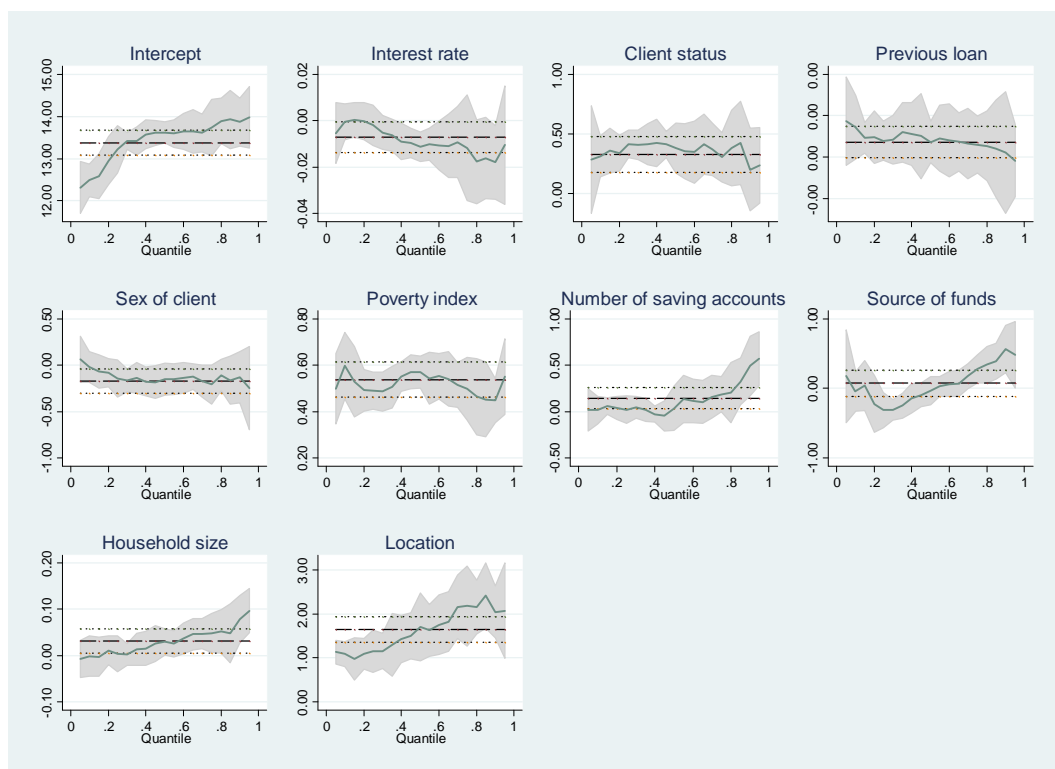 Intercept
12.00 13.00 14.00 15.00
0 .2 .4 .6 .8 1
Quantile
Interest rate
-0.04 -0.02 0.00 0.02
0 .2 .4 .6 .8 1
Quantile
Client status
0.00 0.50 1.00
0 .2 .4 .6 .8 1
Quantile
Previous loan
-0.00 0.00 0.00 0.00
0 .2 .4 .6 .8 1
Quantile
Sex of client
-1.00 -0.50 0.00 0.50
0 .2 .4 .6 .8 1
Quantile
Poverty index
0.20 0.40 0.60 0.80
0 .2 .4 .6 .8 1
Quantile
Number of saving accounts
-0.50 0.00 0.50 1.00
0 .2 .4 .6 .8 1
Quantile
Source of funds
-1.00 0.00 1.00
0 .2 .4 .6 .8 1
Quantile
Household size
-0.10 0.00 0.10 0.20
0 .2 .4 .6 .8 1
Quantile
Location
0.00 1.00 2.00 3.00
0 .2 .4 .6 .8 1
Quantile